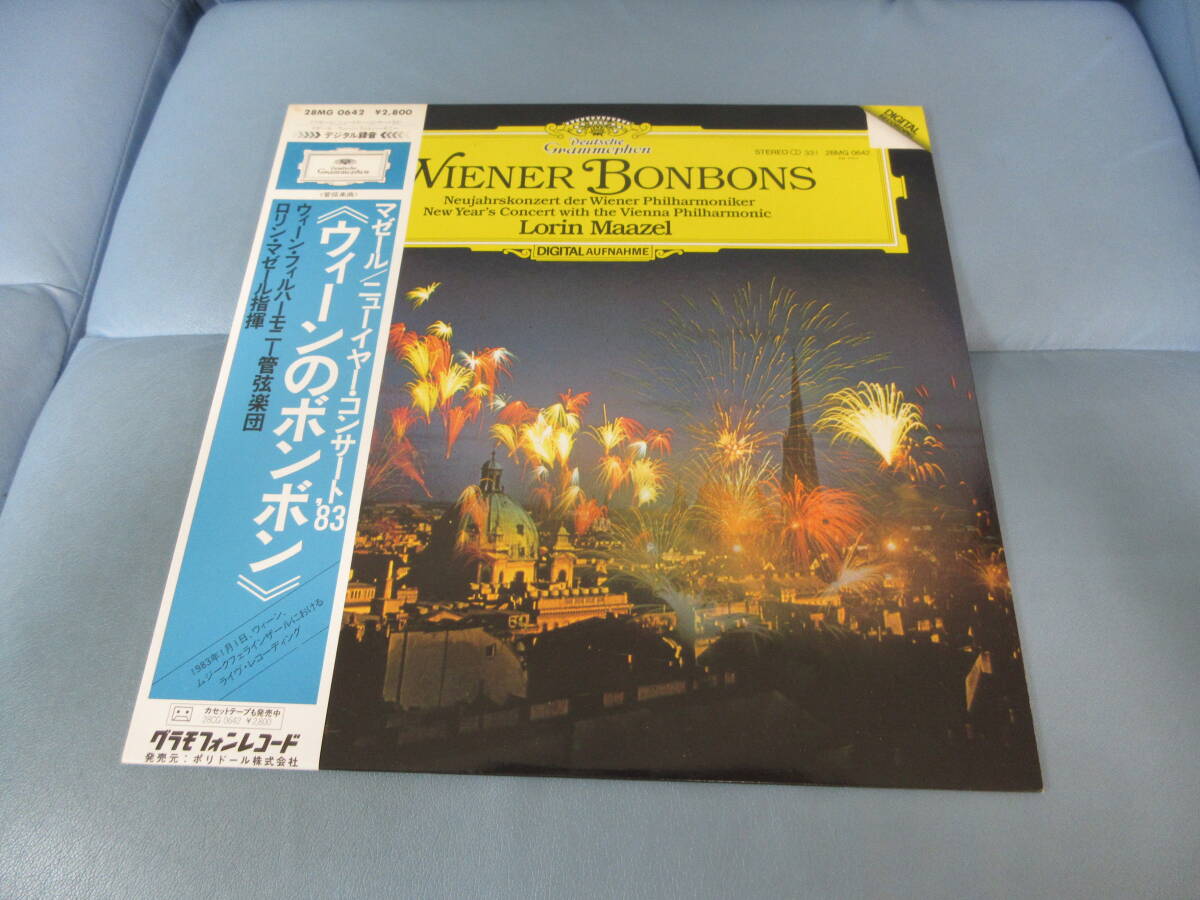 28MG 0642 ¥2,800
デジタル録音
Deutsche
Grammophon
〈管弦楽曲〉
マゼール/ニューイヤー・コンサート'83
《ウィーンのボンボン》
ウィーン・フィルハーモニー管弦楽団
ロリン・マゼール指揮
1983年1月1日、ウィーン、
ムジークフェラインザールにおける
ライヴ・レコーディング
カセットテープも発売中
28CG 0642 ¥2,800
グラモフォンレコード
発売元:ポリドール株式会社
Deutsche
Grammophon
STEREO 33 28MG 0642
DIGITAL
WIENER BONBONS
Neujahrskonzert der Wiener Philharmoniker
New Year's Concert with the Vienna Philharmonic
Lorin Maazel
DIGITAL AUFNAHME